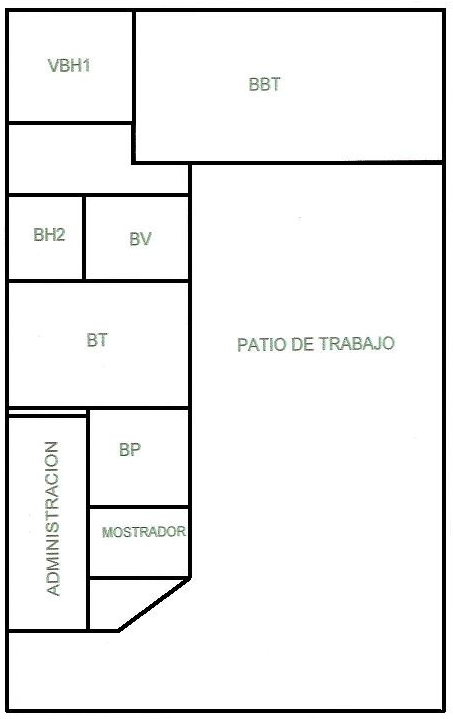 VBH1
BBT
BH2
BV
BT
PATIO DE TRABAJO
BP
ADMINISTRACION
MOSTRADOR